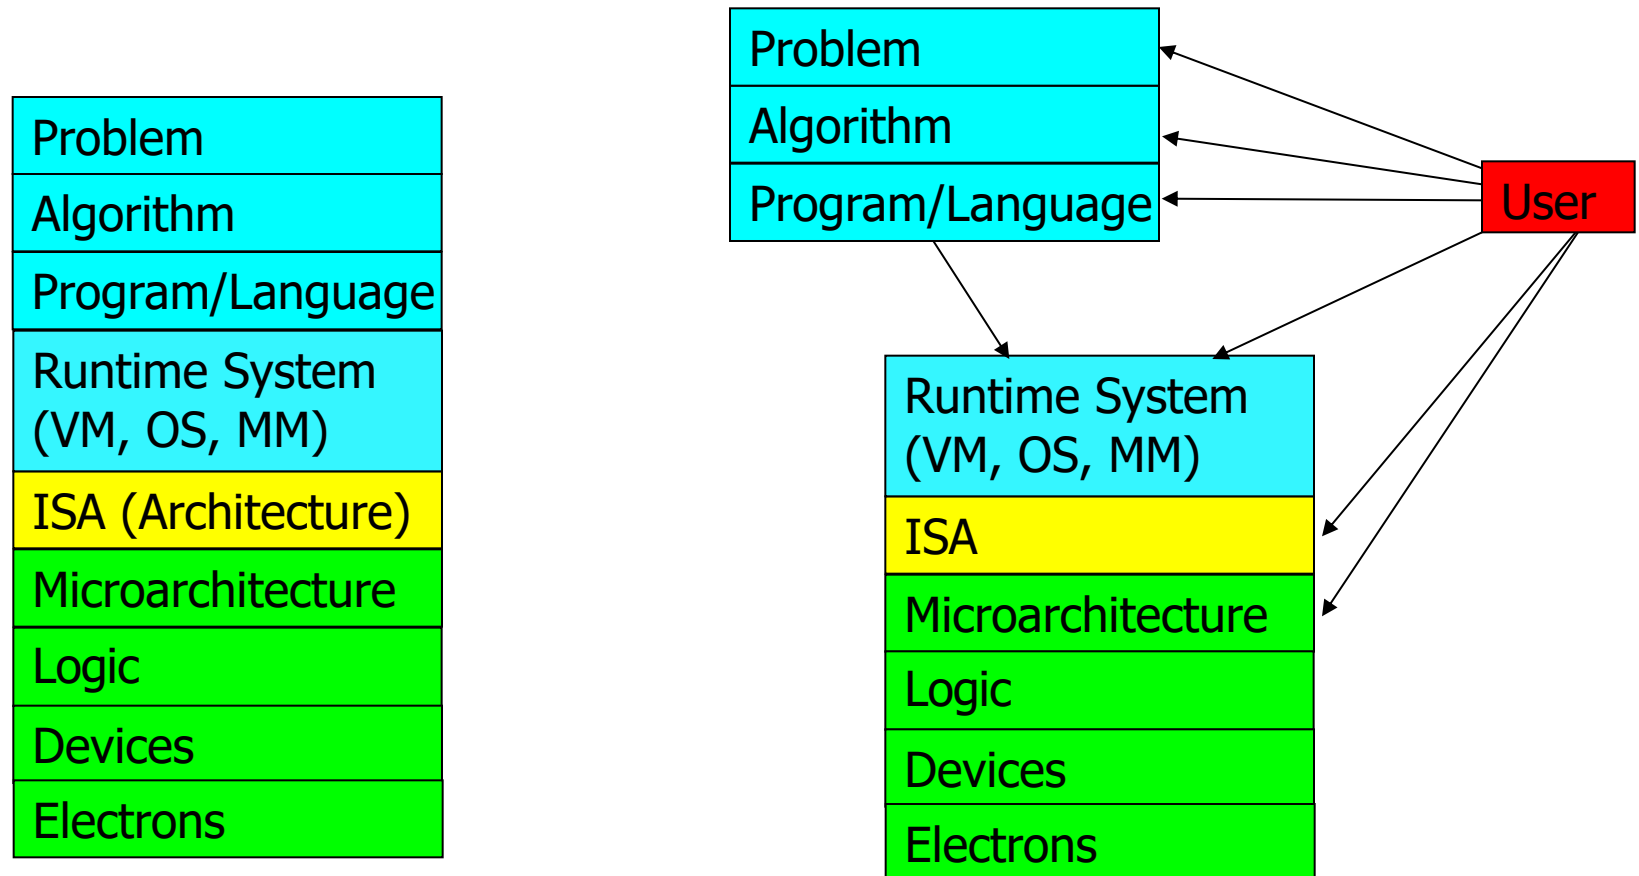 Problem
Algorithm
Program/Language
Runtime System
(VM, OS, MM)
ISA (Architecture)
Microarchitecture
Logic
Devices
Electrons
Problem
Algorithm
Program/Language
User
Runtime System
(VM, OS, MM)
ISA
Microarchitecture
Logic
Devices
Electrons